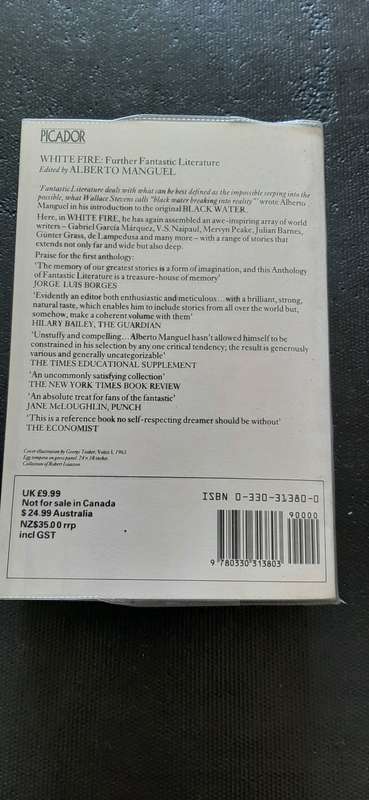 PICADOR
WHITE FIRE: Further Fantastic Literature
Edited by ALBERTO MANGUEL
'Fantastic Literature deals with what can be best defined as the impossible seeping into the
possible, what Wallace Stevens calls "black water breaking into reality"' wrote Alberto
Manguel in his introduction to the original BLACK WATER.
Here, in WHITE FIRE, he has again assembled an awe-inspiring array of world
writers – Gabriel García Márquez, V.S. Naipaul, Mervyn Peake, Julian Barnes,
Günter Grass, de Lampedusa and many more – with a range of stories that
extends not only far and wide but also deep.
Praise for the first anthology:
'The memory of our greatest stories is a form of imagination, and this Anthology
of Fantastic Literature is a treasure-house of memory'
JORGE LUIS BORGES
'Evidently an editor both enthusiastic and meticulous...with a brilliant, strong,
natural taste, which enables him to include stories from all over the world but,
somehow, make a coherent volume with them'
HILARY BAILEY, THE GUARDIAN
'Unstuffy and compelling...Alberto Manguel hasn't allowed himself to be
constrained in his selection by any one critical tendency; the result is generously
various and generally uncategorizable'
THE TIMES EDUCATIONAL SUPPLEMENT
'An uncommonly satisfying collection'
THE NEW YORK TIMES BOOK REVIEW
'An absolute treat for fans of the fantastic'
JANE McLOUGHLIN, PUNCH
'This is a reference book no self-respecting dreamer should be without'
THE ECONOMIST
Cover illustration by George Tooker, Voice I, 1963
Egg tempera on gesso panel. 24 × 18 inches
Collection of Robert Isaacson
UK £9.99
Not for sale in Canada
$ 24.99 Australia
NZ$35.00 rrp
incl GST
ISBN 0-330-31380-0
90000
9 780330 313803